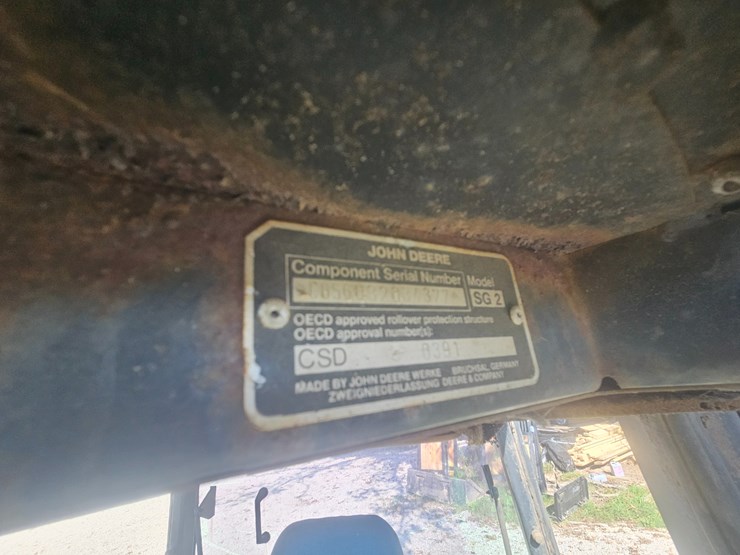 JOHN DEERE
Component Serial Number Model
SG 2
OECD approved rollover protection structure
OECD approval number(s):
CSD 0391
MADE BY JOHN DEERE WERKE BRUCHSAL, GERMANY
ZWEIGNIEDERLASSUNG DEERE & COMPANY